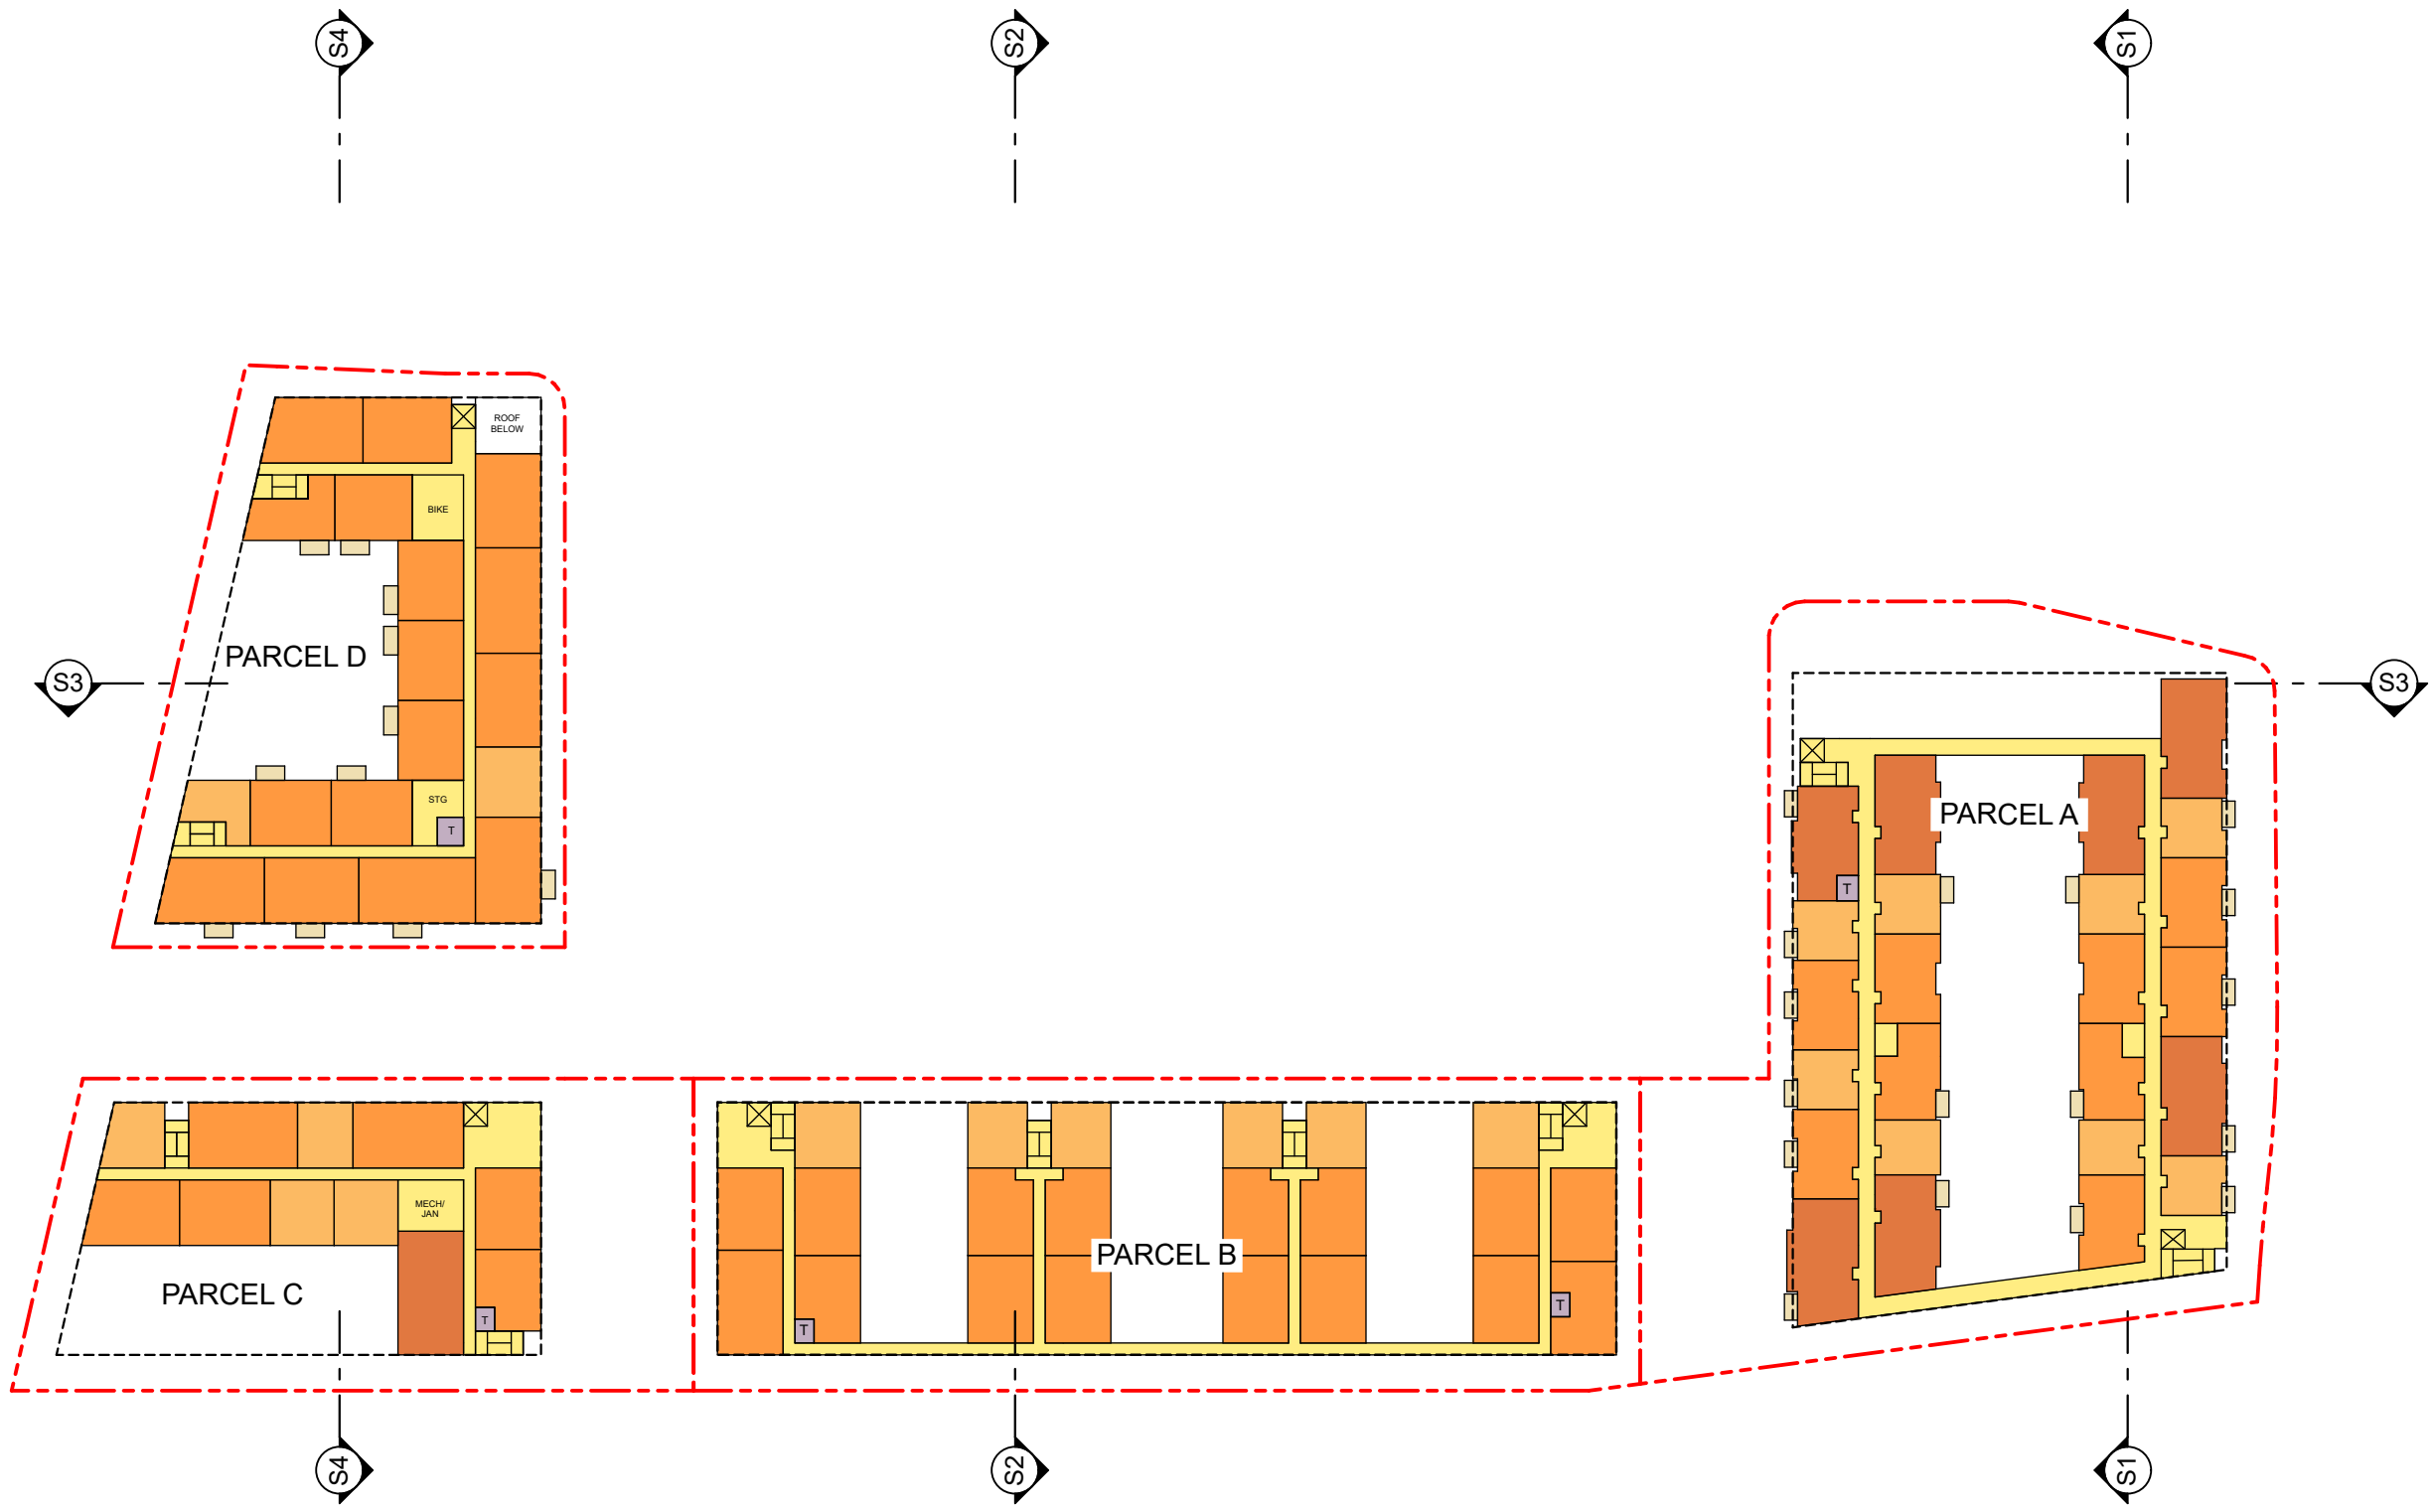 S4
S2
S1
ROOF
BELOW
BIKE
PARCEL D
S3
S3
STG
T
PARCEL A
T
MECH/
JAN
PARCEL B
PARCEL C
T
T
T
S4
S2
S1